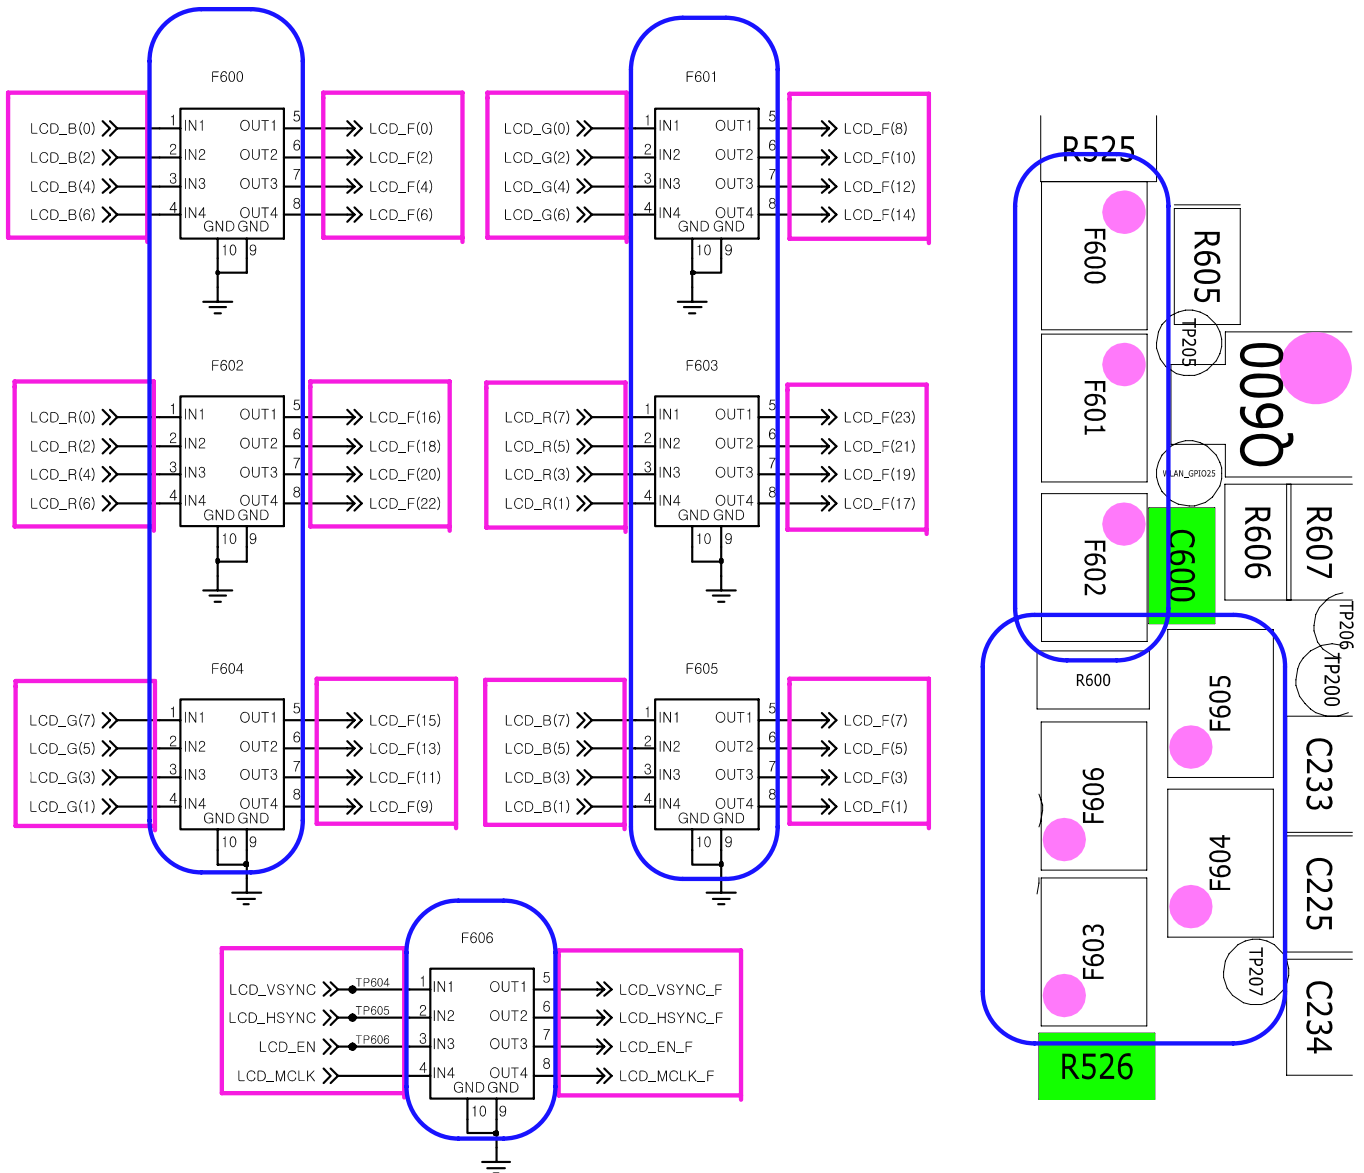 F600
LCD_B(0) 1 IN1 OUT1 5 LCD_F(0)
LCD_B(2) 2 IN2 OUT2 6 LCD_F(2)
LCD_B(4) 3 IN3 OUT3 7 LCD_F(4)
LCD_B(6) 4 IN4 OUT4 8 LCD_F(6)
GND GND
10 9
F601
LCD_G(0) 1 IN1 OUT1 5 LCD_F(8)
LCD_G(2) 2 IN2 OUT2 6 LCD_F(10)
LCD_G(4) 3 IN3 OUT3 7 LCD_F(12)
LCD_G(6) 4 IN4 OUT4 8 LCD_F(14)
GND GND
10 9
F602
LCD_R(0) 1 IN1 OUT1 5 LCD_F(16)
LCD_R(2) 2 IN2 OUT2 6 LCD_F(18)
LCD_R(4) 3 IN3 OUT3 7 LCD_F(20)
LCD_R(6) 4 IN4 OUT4 8 LCD_F(22)
GND GND
10 9
F603
LCD_R(7) 1 IN1 OUT1 5 LCD_F(23)
LCD_R(5) 2 IN2 OUT2 6 LCD_F(21)
LCD_R(3) 3 IN3 OUT3 7 LCD_F(19)
LCD_R(1) 4 IN4 OUT4 8 LCD_F(17)
GND GND
10 9
F604
LCD_G(7) 1 IN1 OUT1 5 LCD_F(15)
LCD_G(5) 2 IN2 OUT2 6 LCD_F(13)
LCD_G(3) 3 IN3 OUT3 7 LCD_F(11)
LCD_G(1) 4 IN4 OUT4 8 LCD_F(9)
GND GND
10 9
F605
LCD_B(7) 1 IN1 OUT1 5 LCD_F(7)
LCD_B(5) 2 IN2 OUT2 6 LCD_F(5)
LCD_B(3) 3 IN3 OUT3 7 LCD_F(3)
LCD_B(1) 4 IN4 OUT4 8 LCD_F(1)
GND GND
10 9
F606
LCD_VSYNC TP604 1 IN1 OUT1 5 LCD_VSYNC_F
LCD_HSYNC TP605 2 IN2 OUT2 6 LCD_HSYNC_F
LCD_EN TP606 3 IN3 OUT3 7 LCD_EN_F
LCD_MCLK 4 IN4 OUT4 8 LCD_MCLK_F
GND GND
10 9
R525
F600
R605
TP205
F601
Q600
WLAN_GPIO25
F602
C600
R606
R607
TP206
R600
F605
TP200
F606
C233
F604
C225
F603
TP207
C234
R526